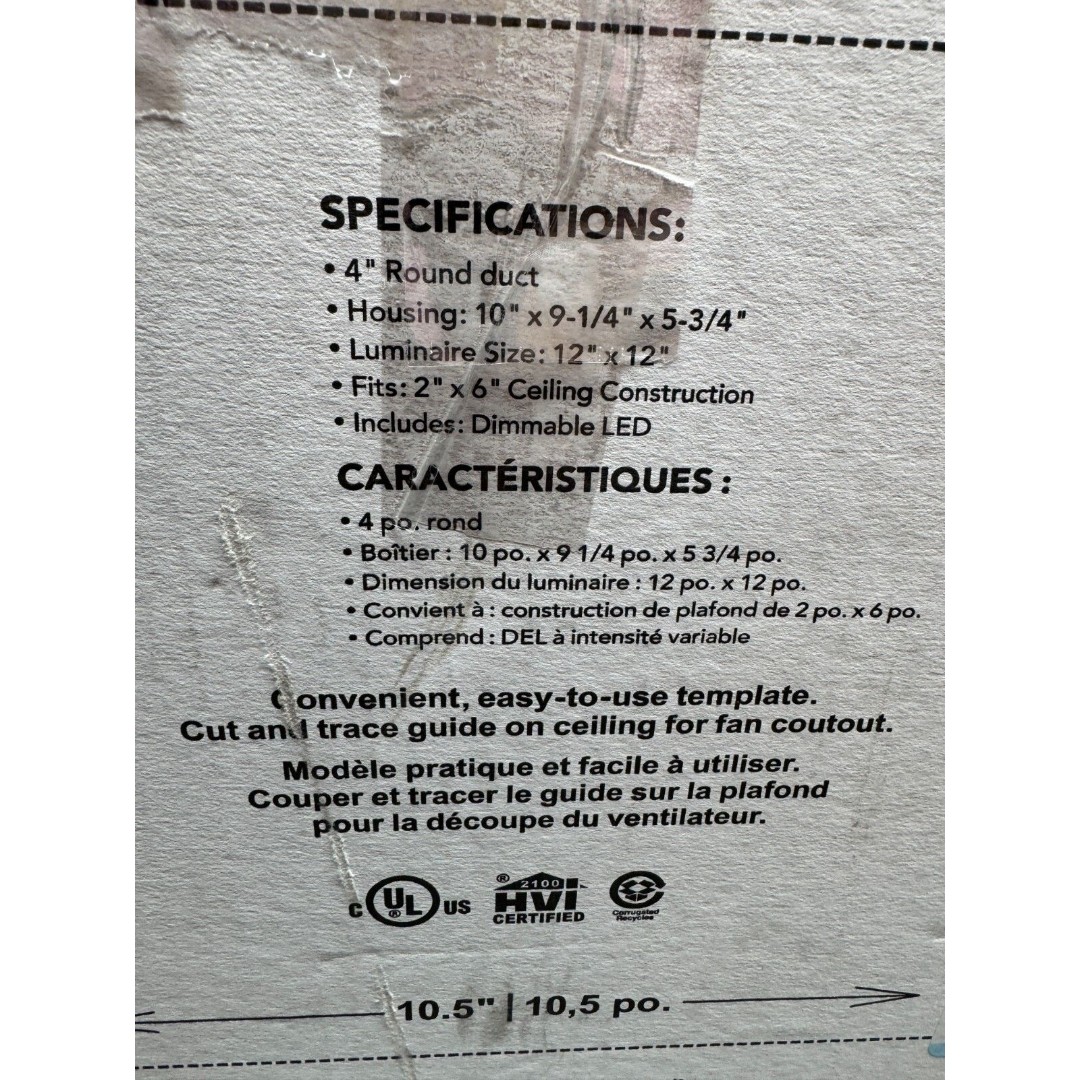 SPECIFICATIONS:
• 4" Round duct
• Housing: 10" x 9-1/4" x 5-3/4"
• Luminaire Size: 12" x 12"
• Fits: 2" x 6" Ceiling Construction
• Includes: Dimmable LED
CARACTÉRISTIQUES :
• 4 po. rond
• Boîtier : 10 po. x 9 1/4 po. x 5 3/4 po.
• Dimension du luminaire : 12 po. x 12 po.
• Convient à : construction de plafond de 2 po. x 6 po.
• Comprend : DEL à intensité variable
Convenient, easy-to-use template.
Cut and trace guide on ceiling for fan coutout.
Modèle pratique et facile à utiliser.
Couper et tracer le guide sur la plafond
pour la découpe du ventilateur.
C UL ® US
® 2100 HVI CERTIFIED
Corrugated Recycles
10.5" | 10,5 po.